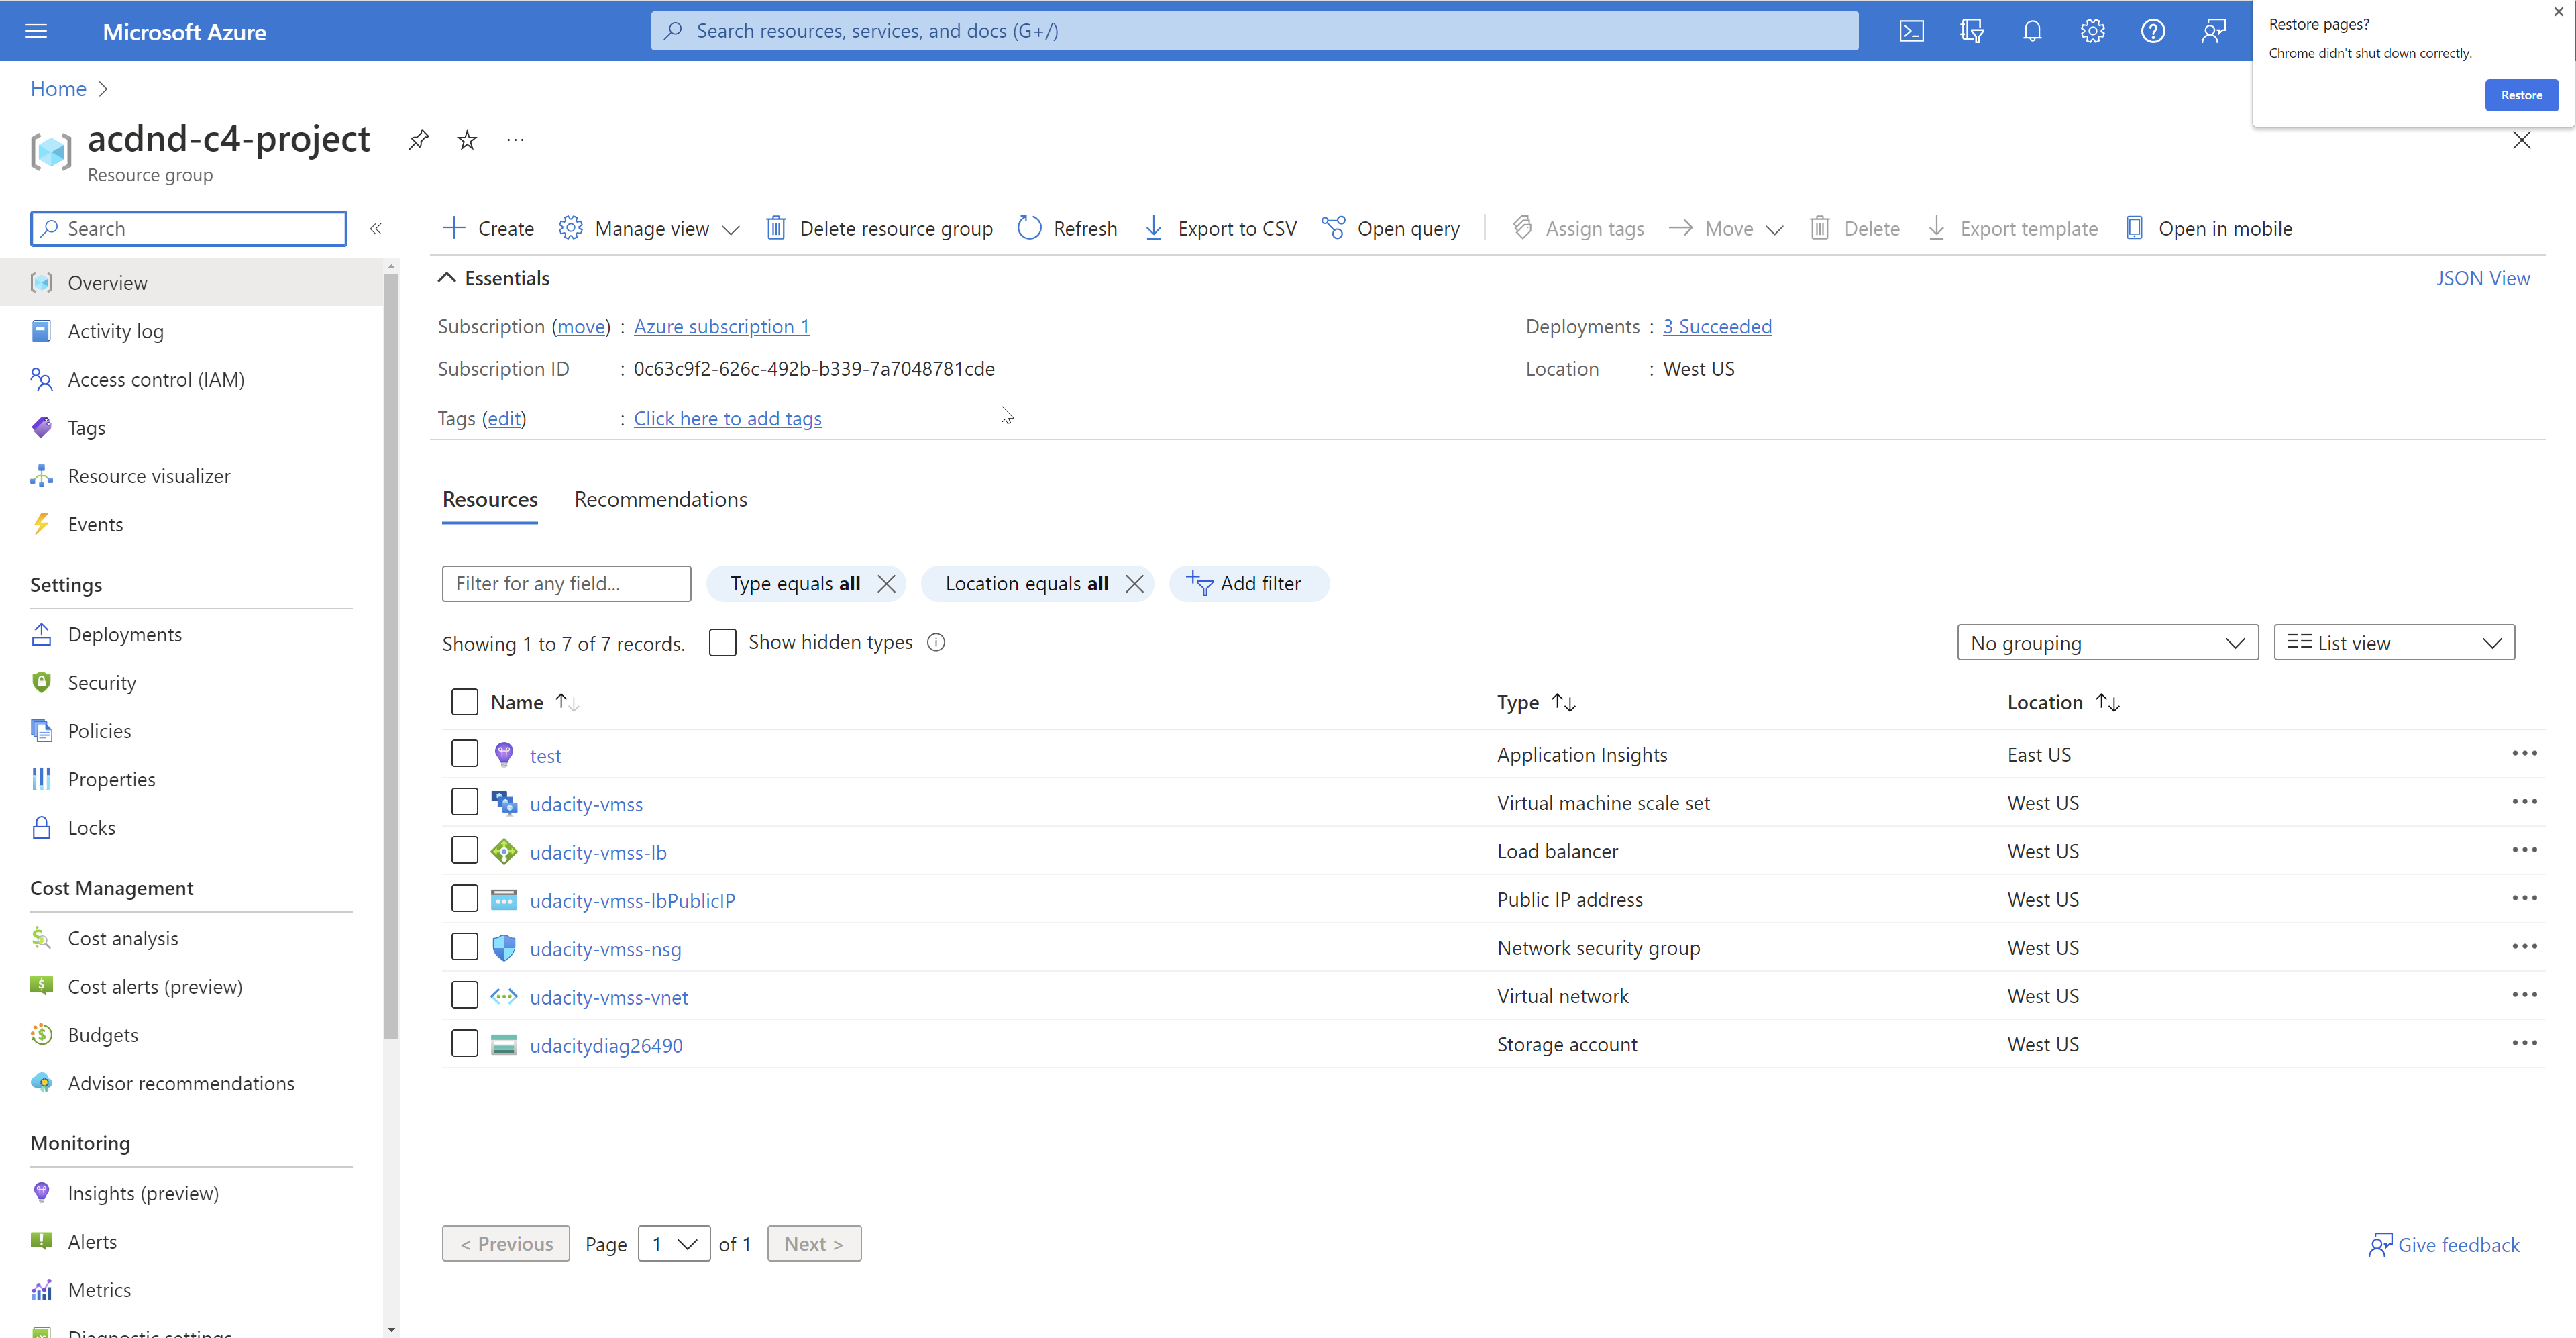 Microsoft Azure
Search resources, services, and docs (G+/)
Restore pages?
Chrome didn't shut down correctly.
Restore
Home
acdnd-c4-project
Resource group
Search
Create
Manage view
Delete resource group
Refresh
Export to CSV
Open query
Assign tags
Move
Delete
Export template
Open in mobile
Overview
Activity log
Access control (IAM)
Tags
Resource visualizer
Events
Settings
Deployments
Security
Policies
Properties
Locks
Cost Management
Cost analysis
Cost alerts (preview)
Budgets
Advisor recommendations
Monitoring
Insights (preview)
Alerts
Metrics
Diagnostic settings
Essentials
JSON View
Subscription (move) : Azure subscription 1
Deployments : 3 Succeeded
Subscription ID : 0c63c9f2-626c-492b-b339-7a7048781cde
Location : West US
Tags (edit) : Click here to add tags
Resources Recommendations
Filter for any field...
Type equals all
Location equals all
Add filter
Showing 1 to 7 of 7 records.
Show hidden types
No grouping
List view
Name Type Location
test Application Insights East US
udacity-vmss Virtual machine scale set West US
udacity-vmss-lb Load balancer West US
udacity-vmss-lbPublicIP Public IP address West US
udacity-vmss-nsg Network security group West US
udacity-vmss-vnet Virtual network West US
udacitydiag26490 Storage account West US
< Previous Page 1 of 1 Next >
Give feedback